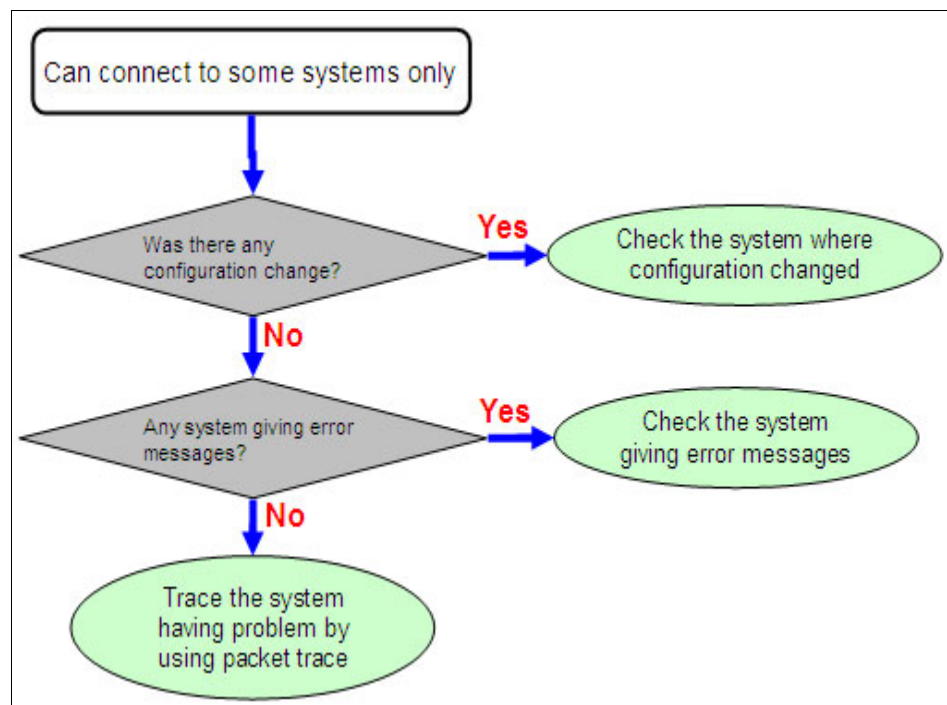 Can connect to some systems only
Was there any
configuration change?
Yes
Check the system where
configuration changed
No
Any system giving error
messages?
Yes
Check the system
giving error messages
No
Trace the system
having problem by
using packet trace